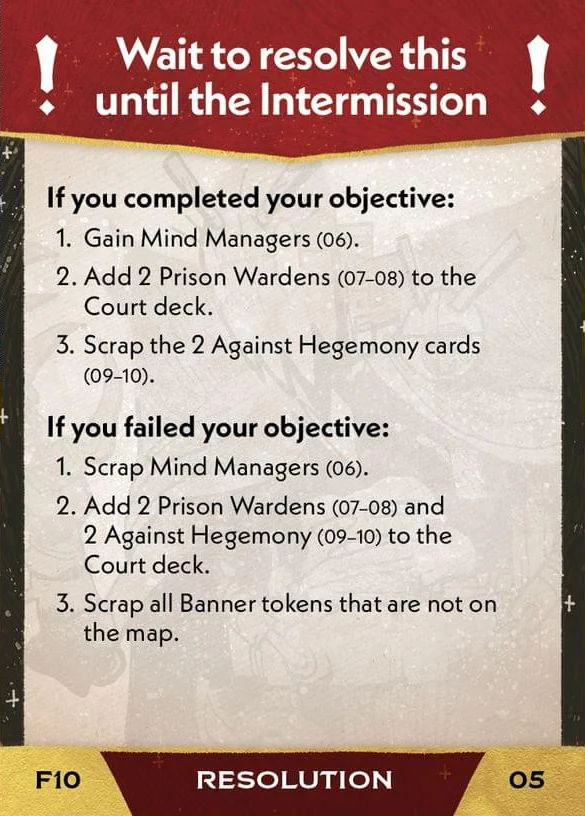 ! Wait to resolve this !
until the Intermission
If you completed your objective:
1. Gain Mind Managers (06).
2. Add 2 Prison Wardens (07–08) to the
Court deck.
3. Scrap the 2 Against Hegemony cards
(09–10).
If you failed your objective:
1. Scrap Mind Managers (06).
2. Add 2 Prison Wardens (07–08) and
2 Against Hegemony (09–10) to the
Court deck.
3. Scrap all Banner tokens that are not on
the map.
F10 RESOLUTION 05